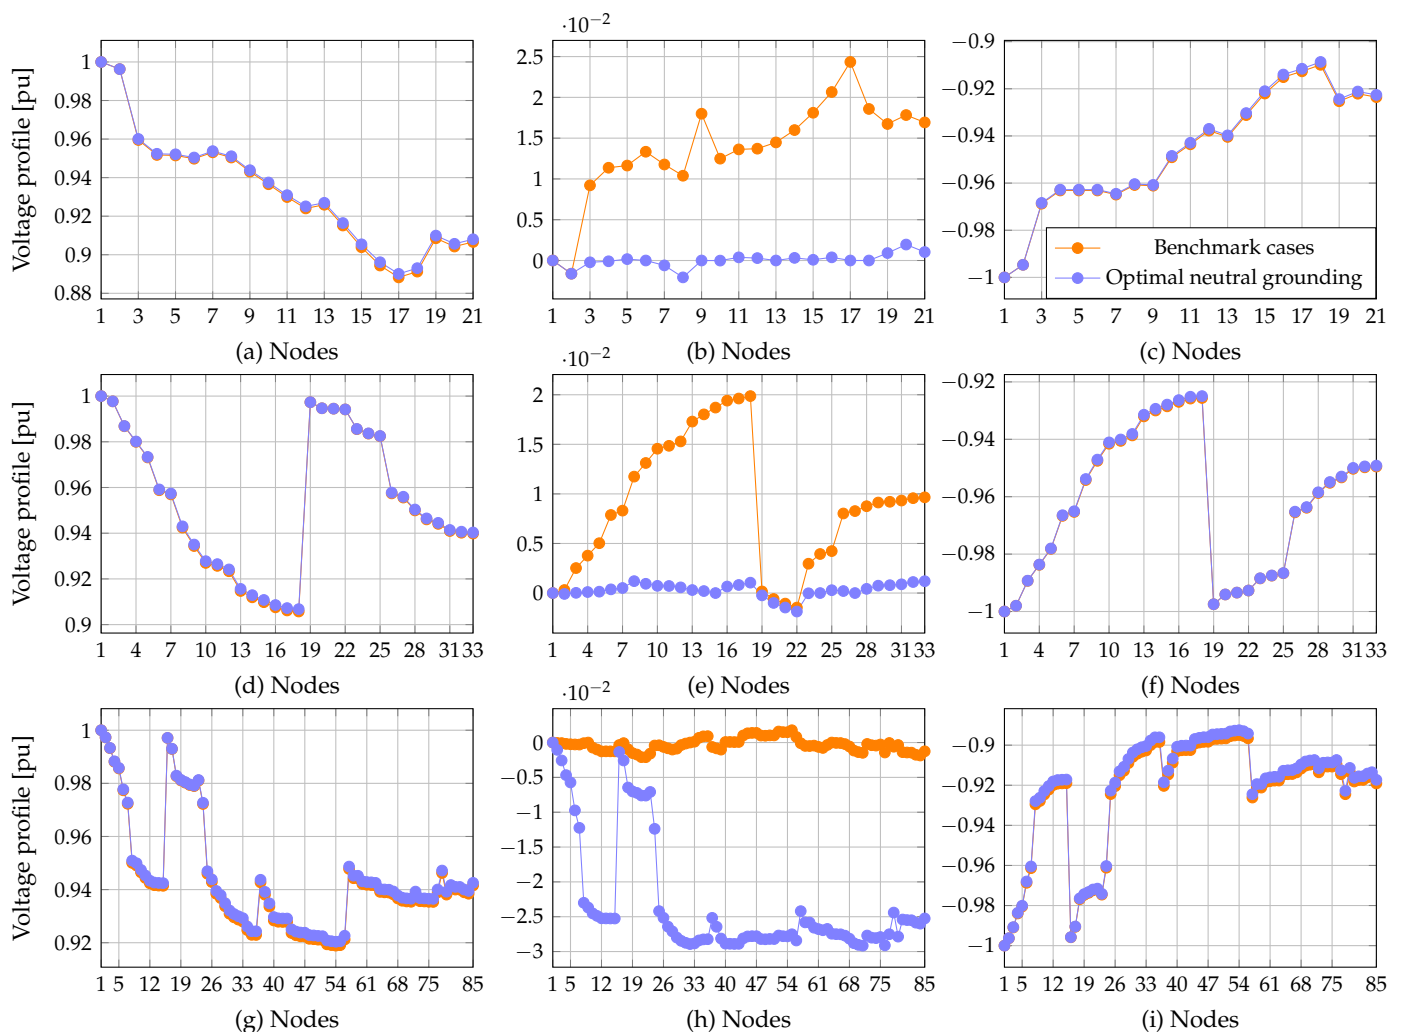 ·10⁻²
Voltage profile [pu]
1
0.98
0.96
0.94
0.92
0.9
0.88
1 3 5 7 9 11 13 15 17 19 21
(a) Nodes
2.5
2
1.5
1
0.5
0
1 3 5 7 9 11 13 15 17 19 21
(b) Nodes
−0.9
−0.92
−0.94
−0.96
−0.98
−1
Benchmark cases
Optimal neutral grounding
1 3 5 7 9 11 13 15 17 19 21
(c) Nodes
·10⁻²
Voltage profile [pu]
1
0.98
0.96
0.94
0.92
0.9
1 4 7 10 13 16 19 22 25 28 31 33
(d) Nodes
2
1.5
1
0.5
0
1 4 7 10 13 16 19 22 25 28 31 33
(e) Nodes
−0.92
−0.94
−0.96
−0.98
−1
1 4 7 10 13 16 19 22 25 28 31 33
(f) Nodes
·10⁻²
Voltage profile [pu]
1
0.98
0.96
0.94
0.92
1 5 12 19 26 33 40 47 54 61 68 75 85
(g) Nodes
0
−0.5
−1
−1.5
−2
−2.5
−3
1 5 12 19 26 33 40 47 54 61 68 75 85
(h) Nodes
−0.9
−0.92
−0.94
−0.96
−0.98
−1
1 5 12 19 26 33 40 47 54 61 68 75 85
(i) Nodes